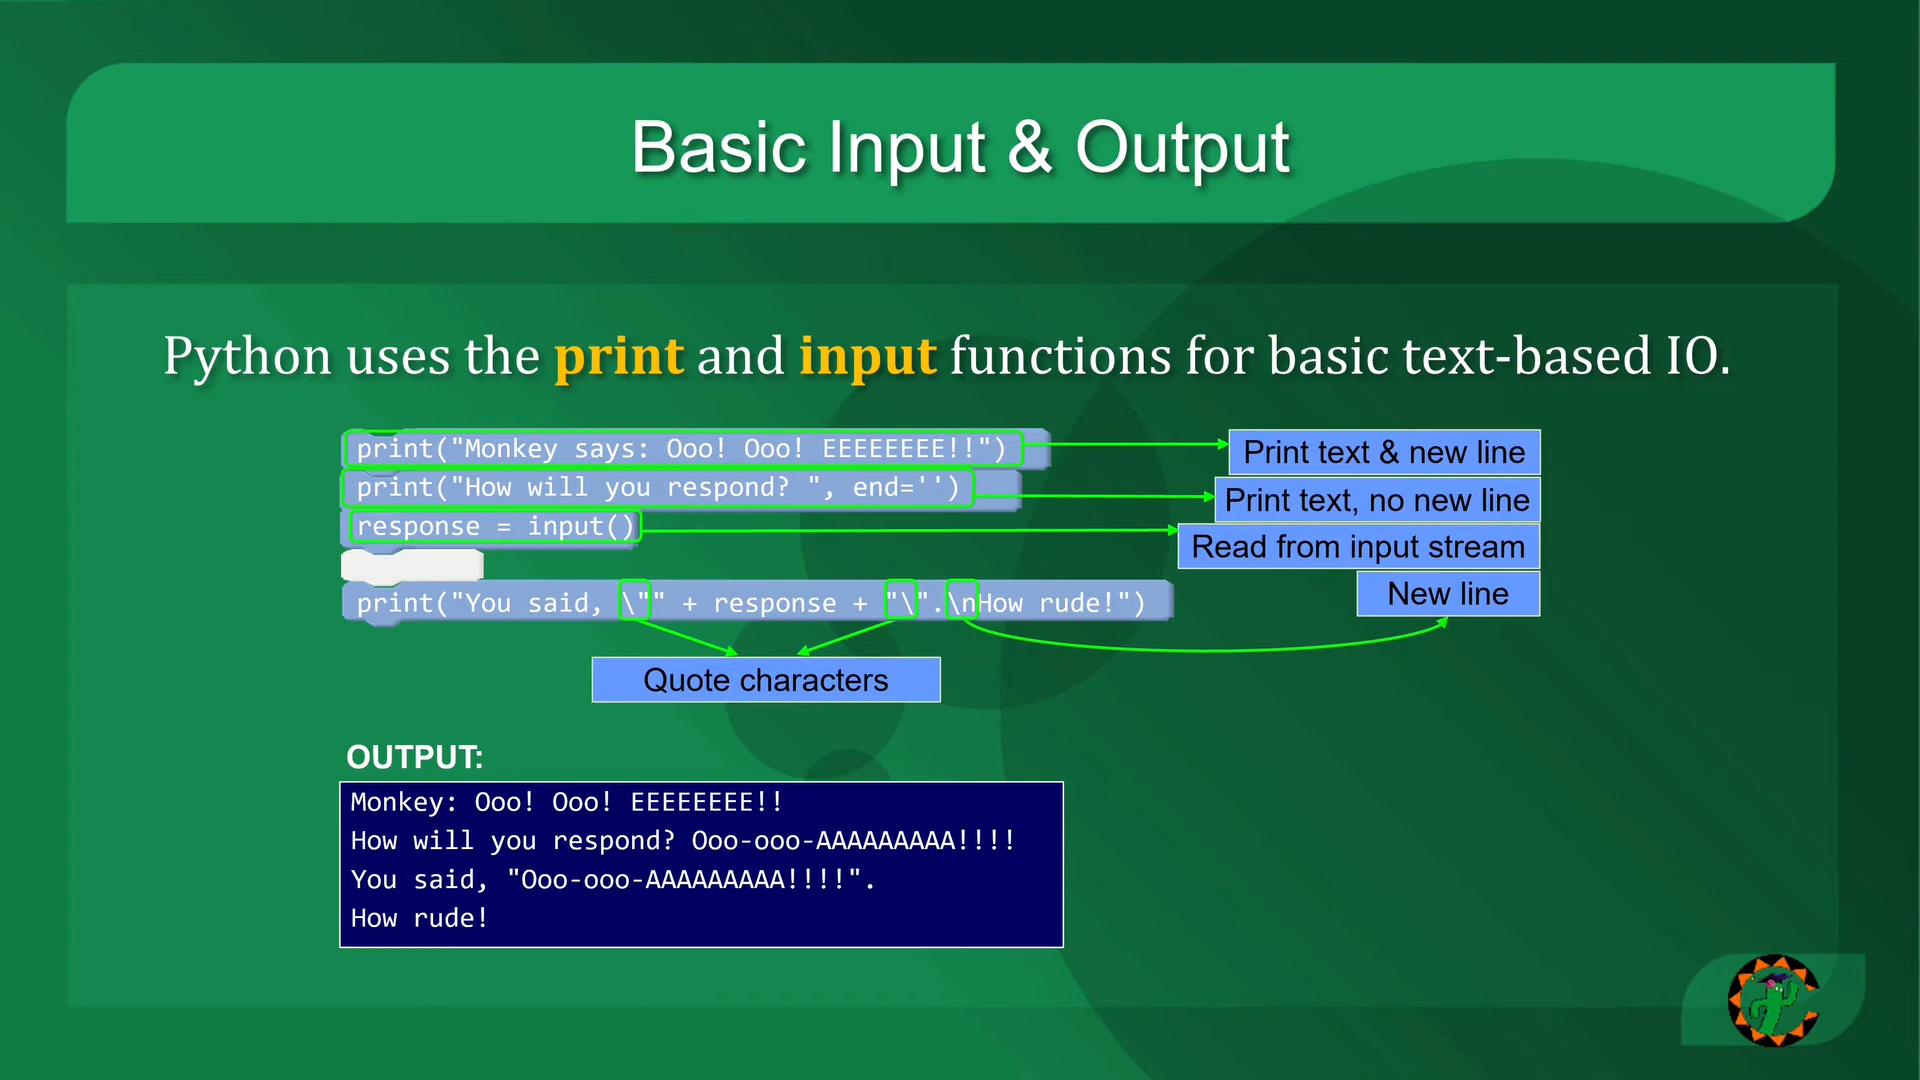 Basic Input & Output
Python uses the print and input functions for basic text-based IO.
print("Monkey says: Ooo! Ooo! EEEEEEEE!!")
Print text & new line
print("How will you respond? ", end='')
Print text, no new line
response = input()
Read from input stream
New line
print("You said, \"" + response + "\".\nHow rude!")
Quote characters
OUTPUT:
Monkey: Ooo! Ooo! EEEEEEEE!!
How will you respond? Ooo-ooo-AAAAAAAAA!!!!
You said, "Ooo-ooo-AAAAAAAAA!!!!".
How rude!